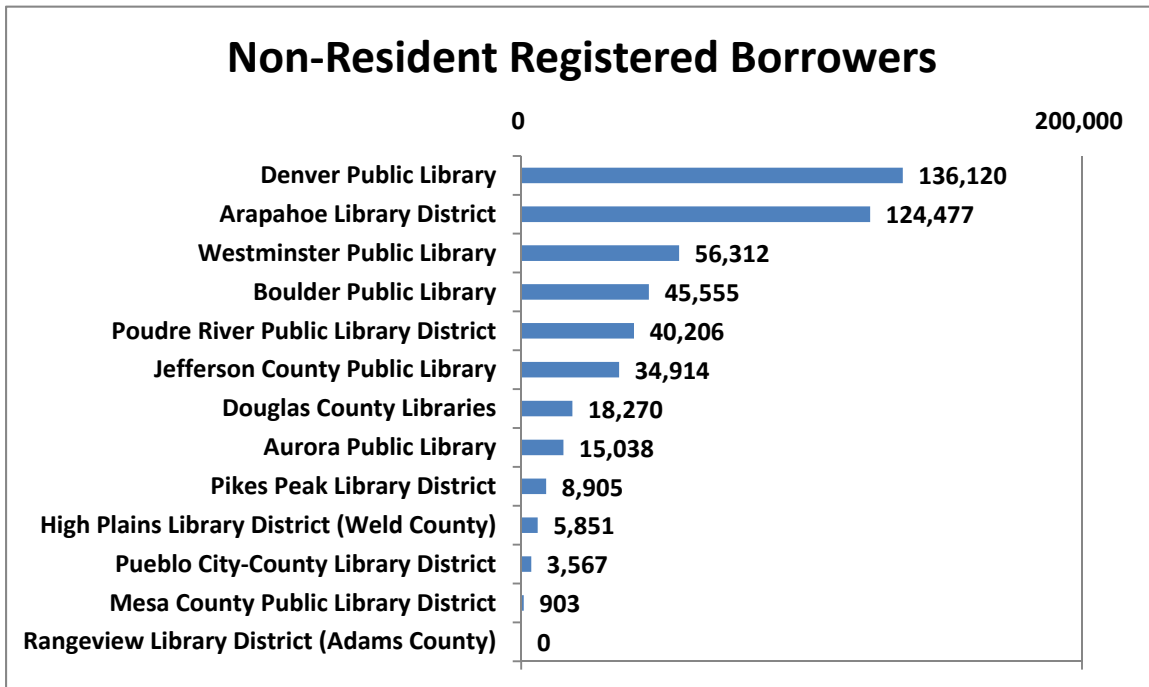 Non-Resident Registered Borrowers
0 200,000
Denver Public Library 136,120
Arapahoe Library District 124,477
Westminster Public Library 56,312
Boulder Public Library 45,555
Poudre River Public Library District 40,206
Jefferson County Public Library 34,914
Douglas County Libraries 18,270
Aurora Public Library 15,038
Pikes Peak Library District 8,905
High Plains Library District (Weld County) 5,851
Pueblo City-County Library District 3,567
Mesa County Public Library District 903
Rangeview Library District (Adams County) 0